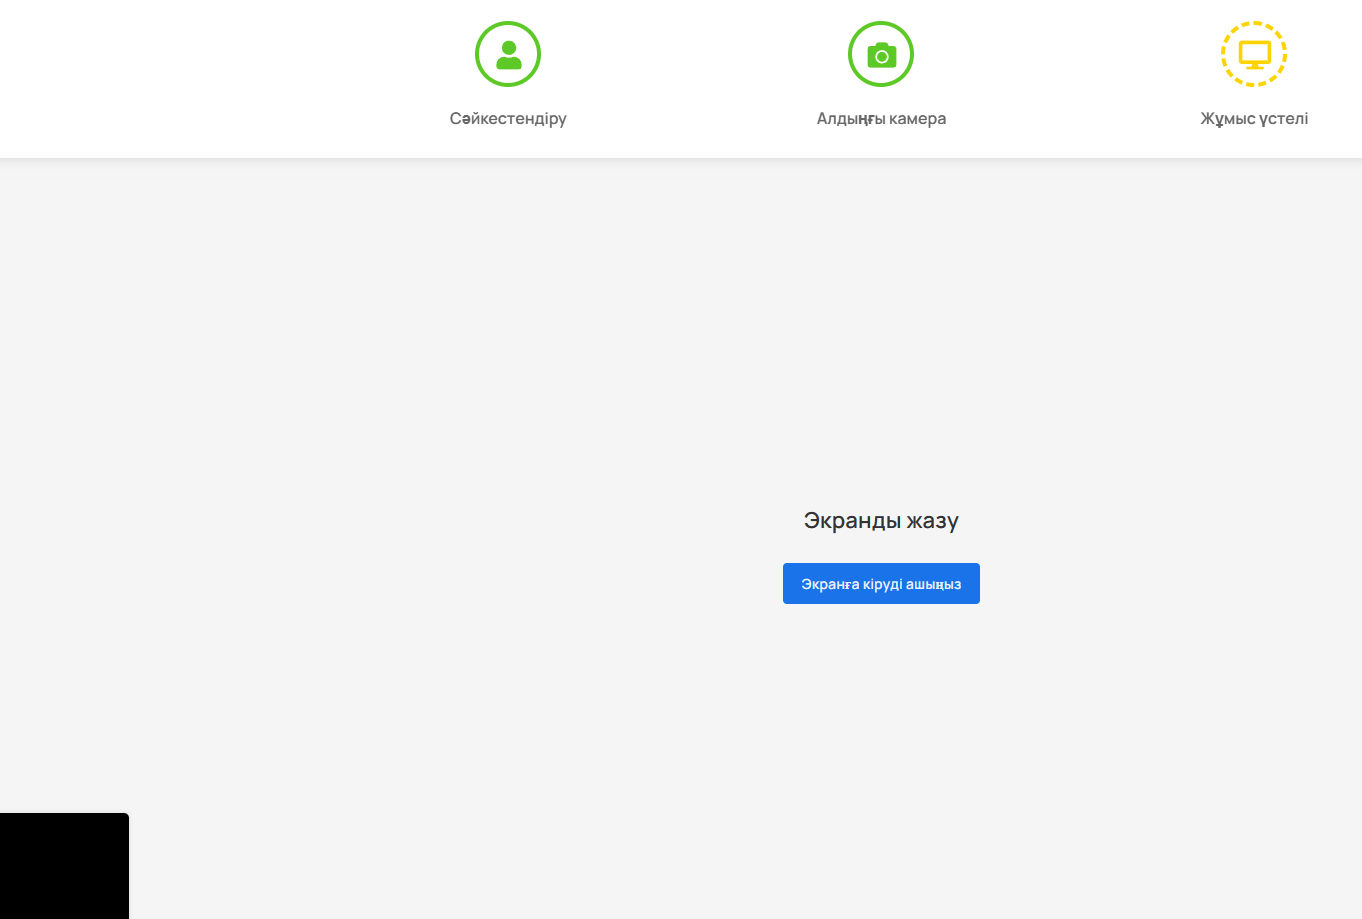 Сәйкестендіру
Алдыңғы камера
Жұмыс үстелі
Экранды жазу
Экранға кіруді ашыңыз